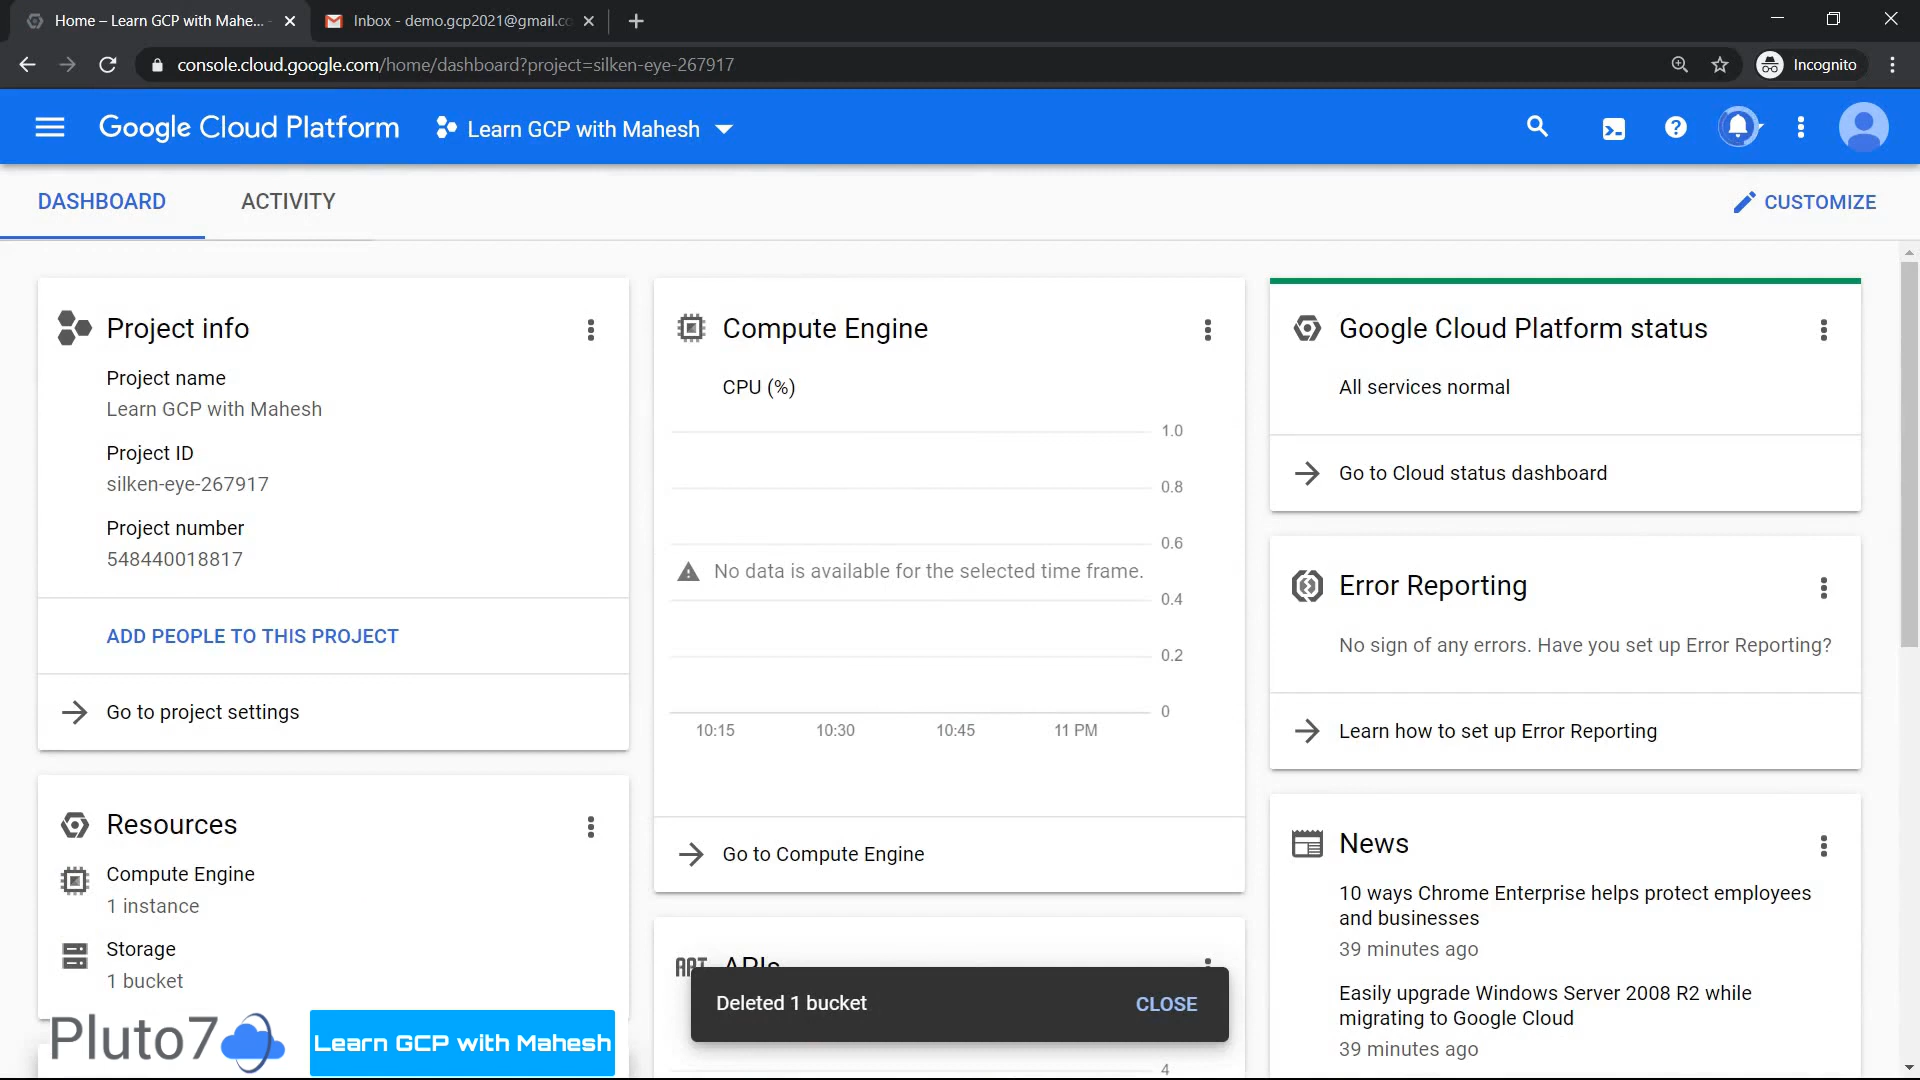 Home – Learn GCP with Mahe...
Inbox - demo.gcp2021@gmail.co
console.cloud.google.com/home/dashboard?project=silken-eye-267917
Incognito
Google Cloud Platform
Learn GCP with Mahesh
DASHBOARD
ACTIVITY
CUSTOMIZE
Project info
Project name
Learn GCP with Mahesh
Project ID
silken-eye-267917
Project number
548440018817
ADD PEOPLE TO THIS PROJECT
Go to project settings
Resources
Compute Engine
1 instance
Storage
1 bucket
Compute Engine
CPU (%)
1.0
0.8
0.6
No data is available for the selected time frame.
0.4
0.2
0
10:15
10:30
10:45
11 PM
Go to Compute Engine
API
APIs
4
Google Cloud Platform status
All services normal
Go to Cloud status dashboard
Error Reporting
No sign of any errors. Have you set up Error Reporting?
Learn how to set up Error Reporting
News
10 ways Chrome Enterprise helps protect employees
and businesses
39 minutes ago
Easily upgrade Windows Server 2008 R2 while
migrating to Google Cloud
39 minutes ago
Deleted 1 bucket
CLOSE
Pluto7
Learn GCP with Mahesh